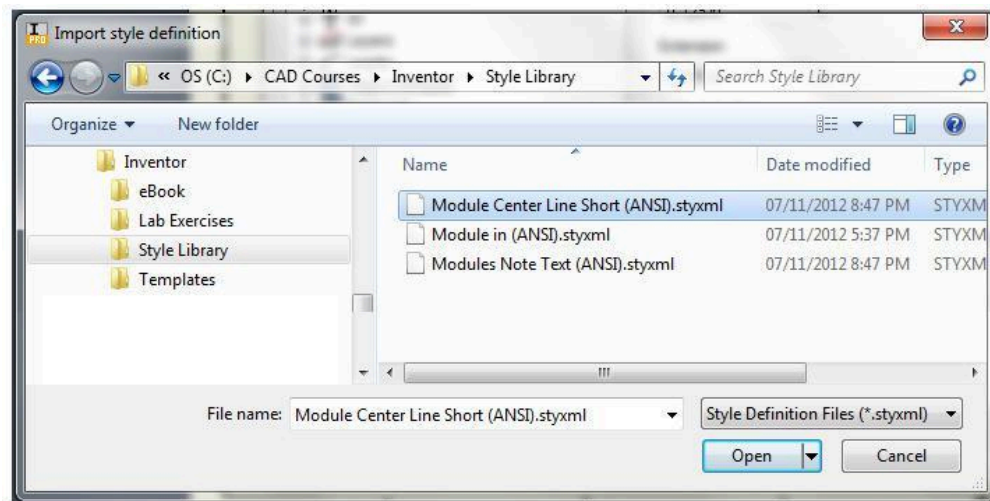 I PRO Import style definition
« OS (C:) ▸ CAD Courses ▸ Inventor ▸ Style Library Search Style Library
Organize New folder
Inventor Name Date modified Type
eBook
Module Center Line Short (ANSI).styxml 07/11/2012 8:47 PM STYXM
Lab Exercises
Module in (ANSI).styxml 07/11/2012 5:37 PM STYXM
Style Library
Modules Note Text (ANSI).styxml 07/11/2012 8:47 PM STYXM
Templates
File name: Module Center Line Short (ANSI).styxml Style Definition Files (*.styxml)
Open Cancel